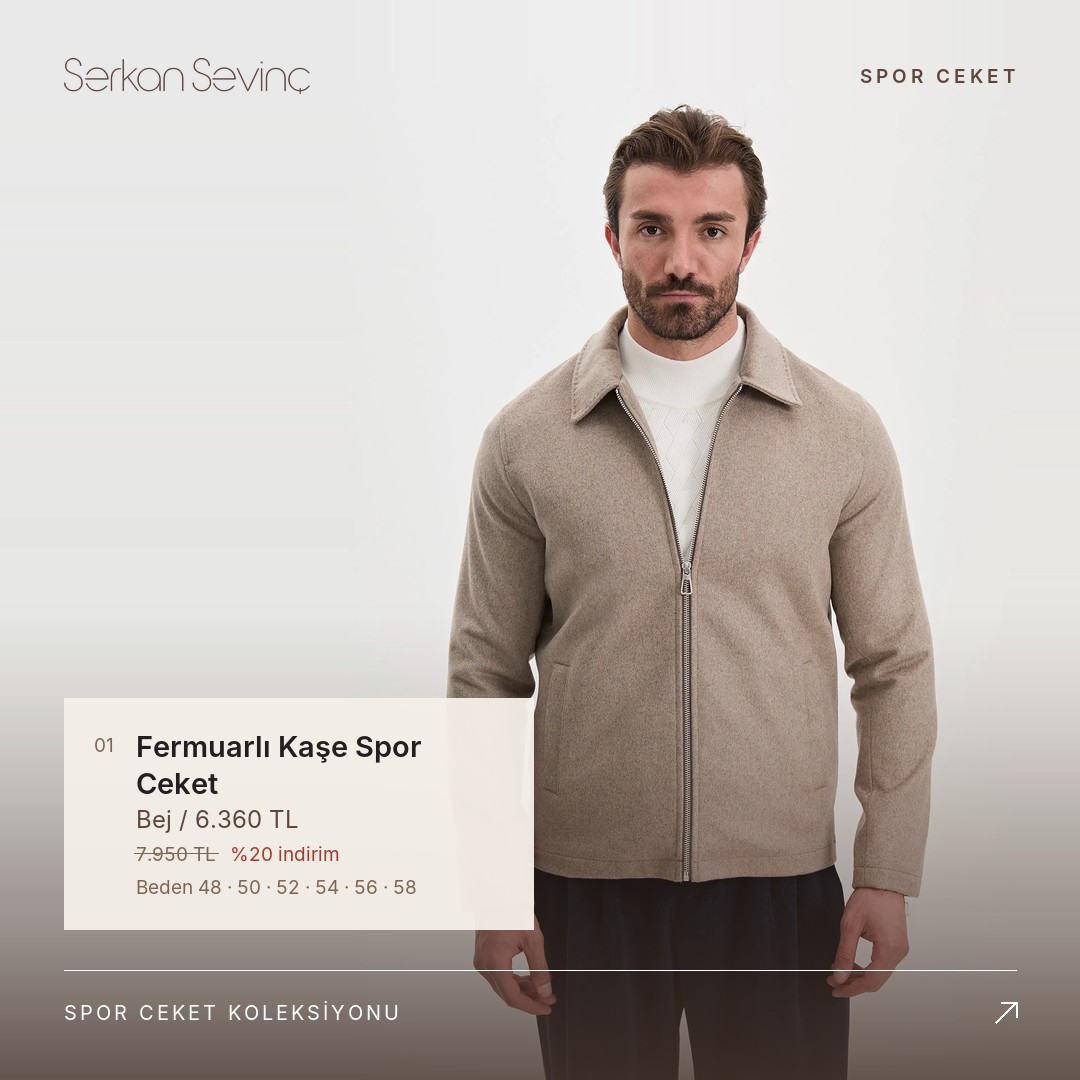 Serkan Sevinç
SPOR CEKET
01
Fermuarlı Kaşe Spor
Ceket
Bej / 6.360 TL
7.950 TL %20 indirim
Beden 48 · 50 · 52 · 54 · 56 · 58
SPOR CEKET KOLEKSİYONU